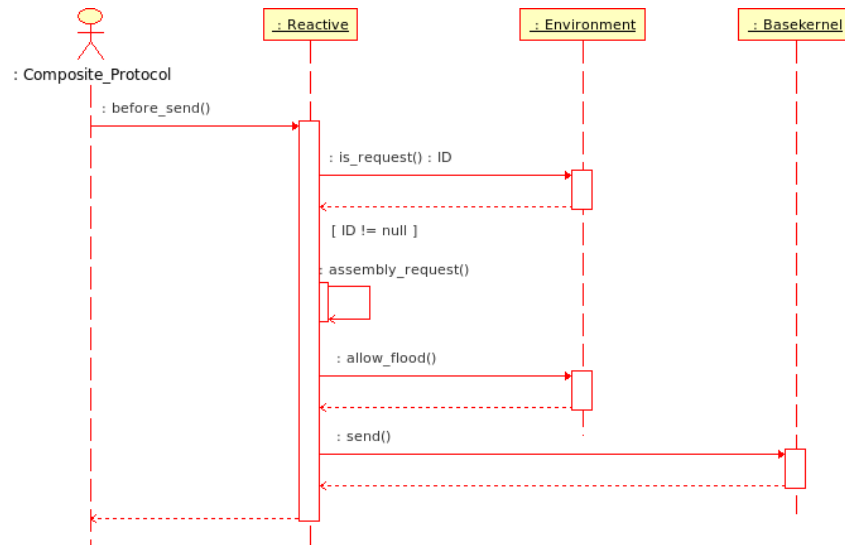 : Reactive
: Environment
: Basekernel
: Composite_Protocol
: before_send()
: is_request() : ID
[ ID != null ]
: assembly_request()
: allow_flood()
: send()